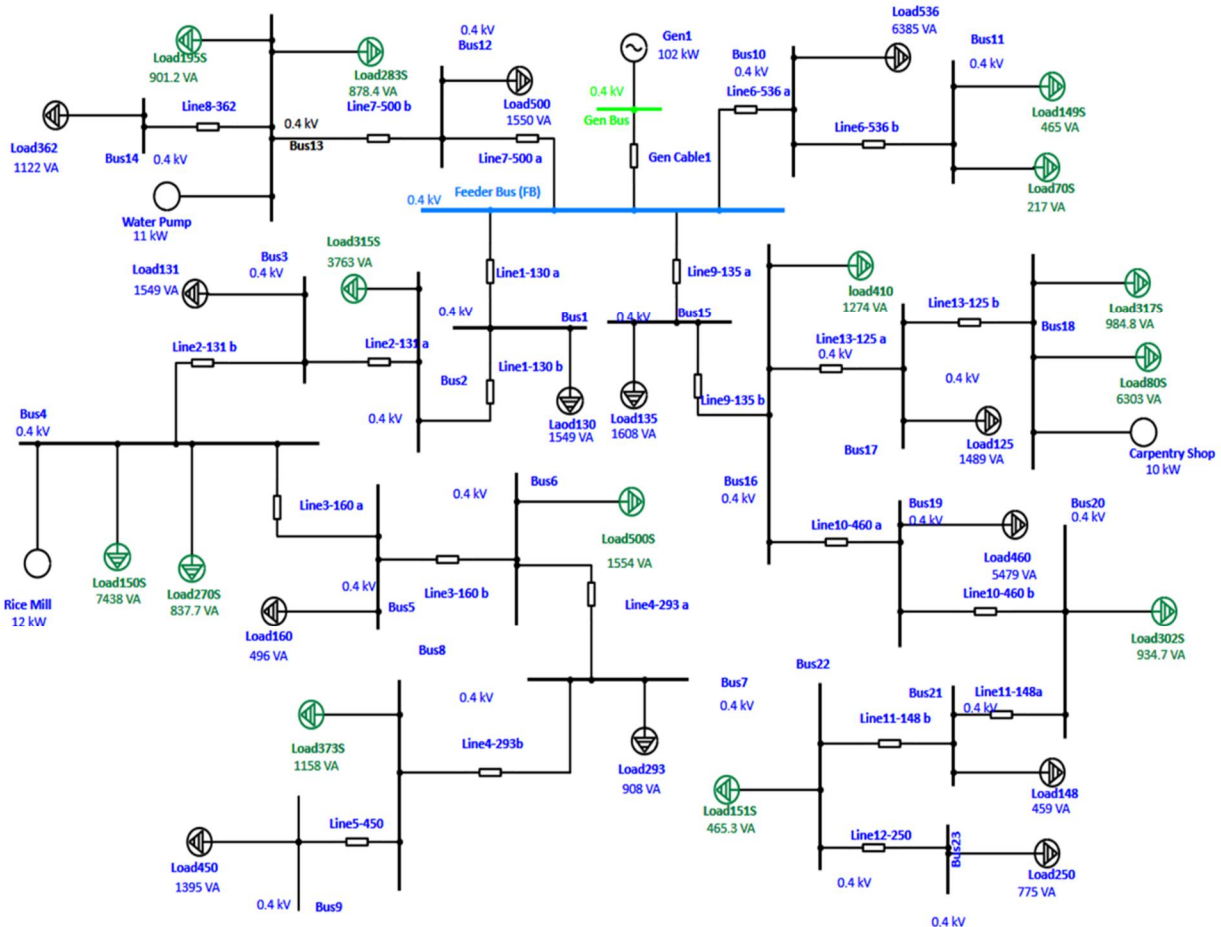 Load195S
901.2 VA
Load283S
878.4 VA
0.4 kV
Bus12
Load500
1550 VA
Line8-362
Line7-500 b
Load362
1122 VA
Bus14
0.4 kV
0.4 kV
Bus13
Line7-500 a
Water Pump
11 kW
Gen1
102 kW
0.4 kV
Gen Bus
Gen Cable1
Feeder Bus (FB)
0.4 kV
Load536
6385 VA
Bus10
0.4 kV
Line6-536 a
Bus11
0.4 kV
Load149S
465 VA
Line6-536 b
Load70S
217 VA
Bus3
0.4 kV
Load131
1549 VA
Load315S
3763 VA
Line1-130 a
0.4 kV
Bus1
Line2-131 b
Line2-131 a
Line1-130 b
Bus2
0.4 kV
Laod130
1549 VA
Line9-135 a
0.4 kV
Bus15
Load135
1608 VA
Line9-135 b
load410
1274 VA
Line13-125 b
Line13-125 a
0.4 kV
0.4 kV
Bus18
Load317S
984.8 VA
Load80S
6303 VA
Load125
1489 VA
Carpentry Shop
10 kW
Bus17
Bus16
0.4 kV
Bus4
0.4 kV
Line3-160 a
Rice Mill
12 kW
Load150S
7438 VA
Load270S
837.7 VA
0.4 kV
Bus6
Load500S
1554 VA
0.4 kV
Bus5
Line3-160 b
Load160
496 VA
Line4-293 a
Bus8
0.4 kV
Bus7
0.4 kV
Load373S
1158 VA
Line4-293b
Load293
908 VA
Line5-450
Load450
1395 VA
0.4 kV
Bus9
Line10-460 a
Bus19
0.4 kV
Load460
5479 VA
Line10-460 b
Bus20
0.4 kV
Load302S
934.7 VA
Bus22
Bus21
Line11-148a
0.4 kV
Line11-148 b
Load148
459 VA
Load151S
465.3 VA
Line12-250
Bus23
Load250
775 VA
0.4 kV
0.4 kV